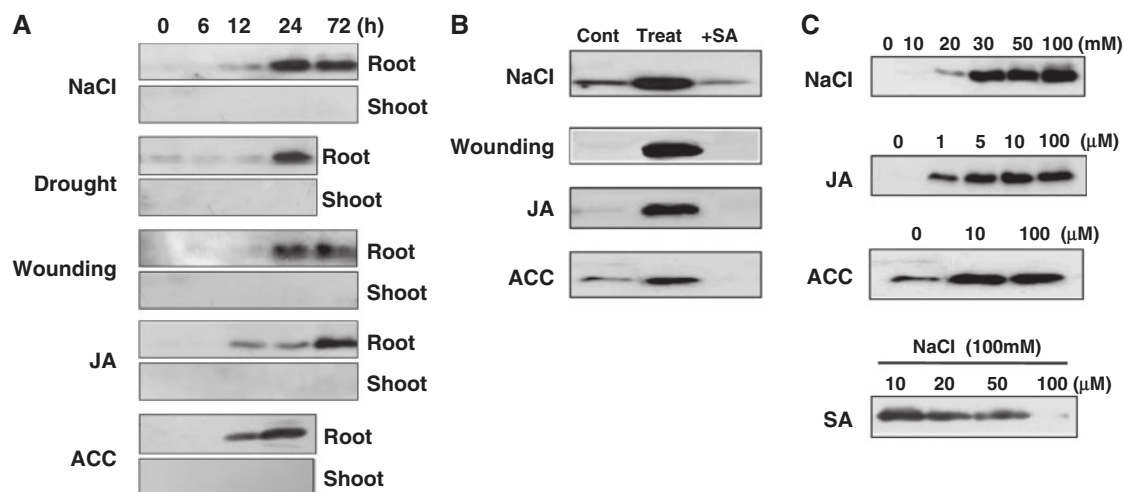 A
0 6 12 24 72 (h)
NaCl
Root
Shoot
Drought
Root
Shoot
Wounding
Root
Shoot
JA
Root
Shoot
ACC
Root
Shoot
B
Cont Treat +SA
NaCl
Wounding
JA
ACC
C
0 10 20 30 50 100 (mM)
NaCl
0 1 5 10 100 (μM)
JA
0 10 100 (μM)
ACC
NaCl (100mM)
10 20 50 100 (μM)
SA